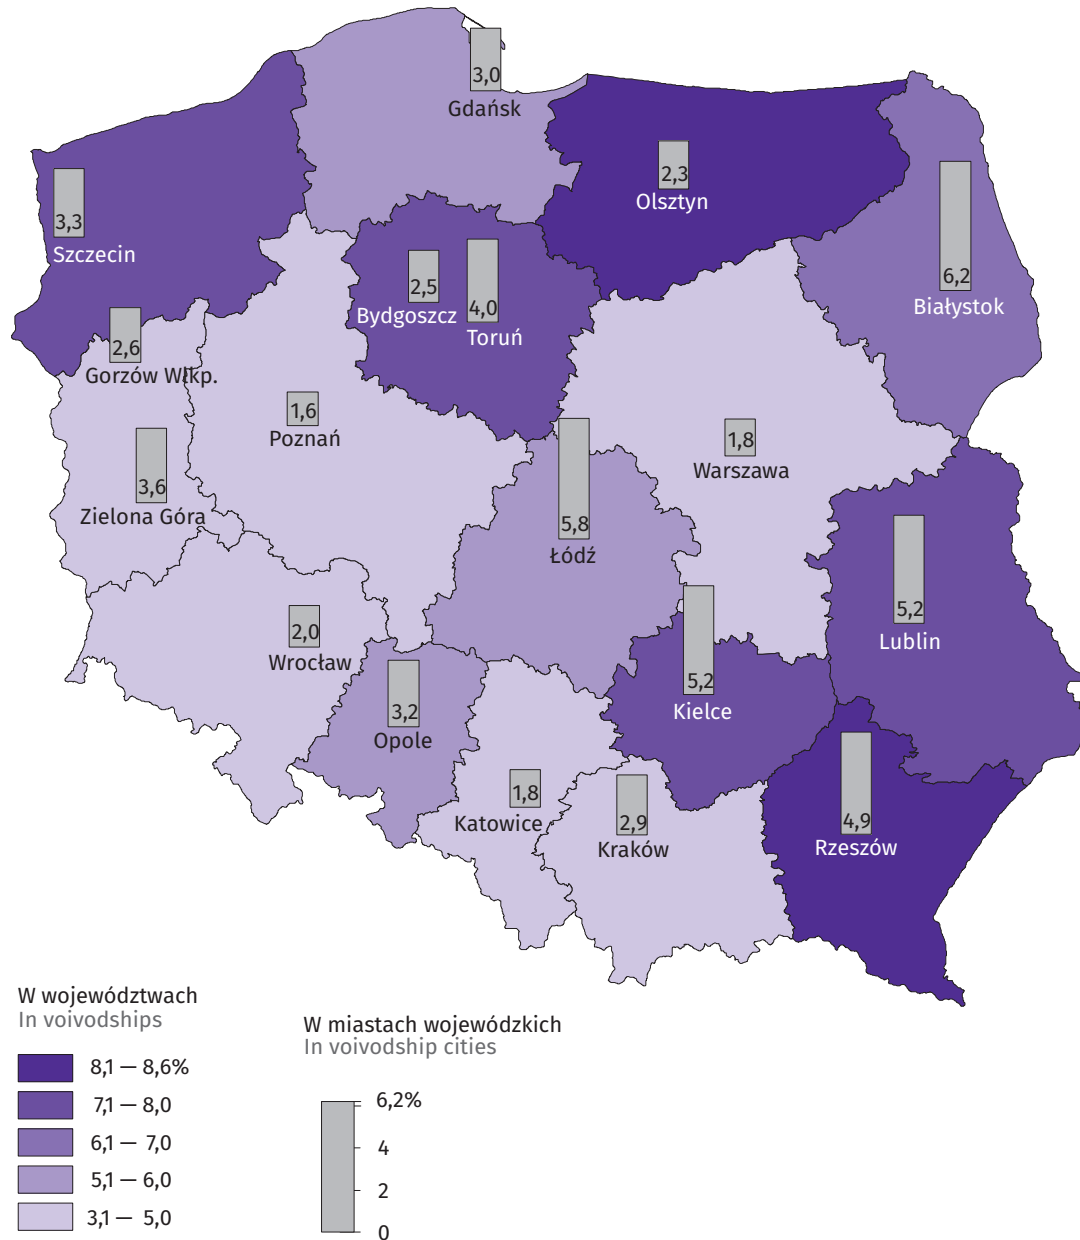 3,0
Gdańsk
2,3
Olsztyn
3,3
Szczecin
6,2
Białystok
2,5
Bydgoszcz
4,0
Toruń
2,6
Gorzów Wlkp.
1,6
Poznań
1,8
Warszawa
3,6
Zielona Góra
5,8
Łódź
5,2
Lublin
2,0
Wrocław
5,2
Kielce
3,2
Opole
1,8
Katowice
2,9
Kraków
4,9
Rzeszów
W województwach
In voivodships
8,1 — 8,6%
7,1 — 8,0
6,1 — 7,0
5,1 — 6,0
3,1 — 5,0
W miastach wojewódzkich
In voivodship cities
6,2%
4
2
0